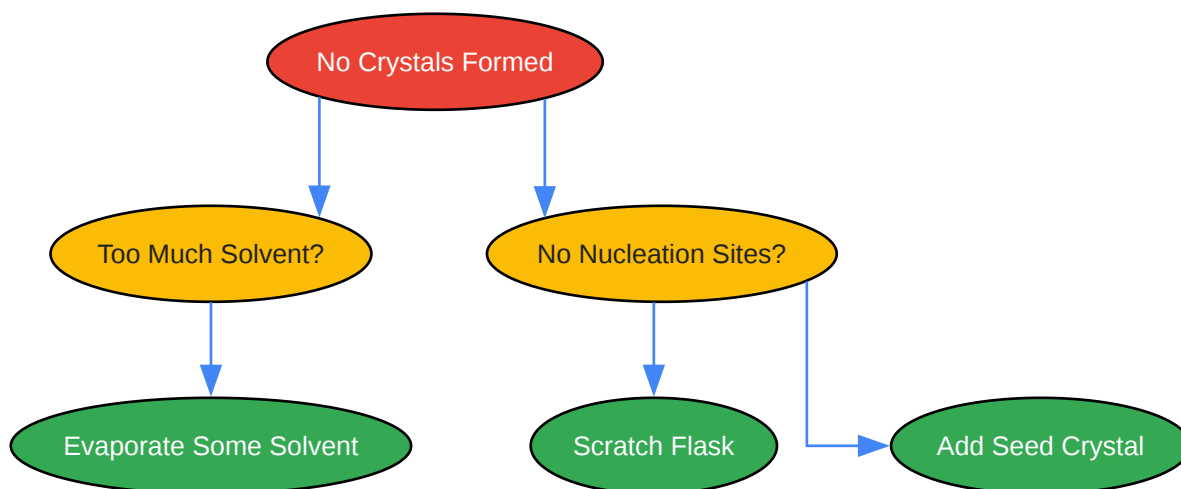 No Crystals Formed
Too Much Solvent?
No Nucleation Sites?
Evaporate Some Solvent
Scratch Flask
Add Seed Crystal